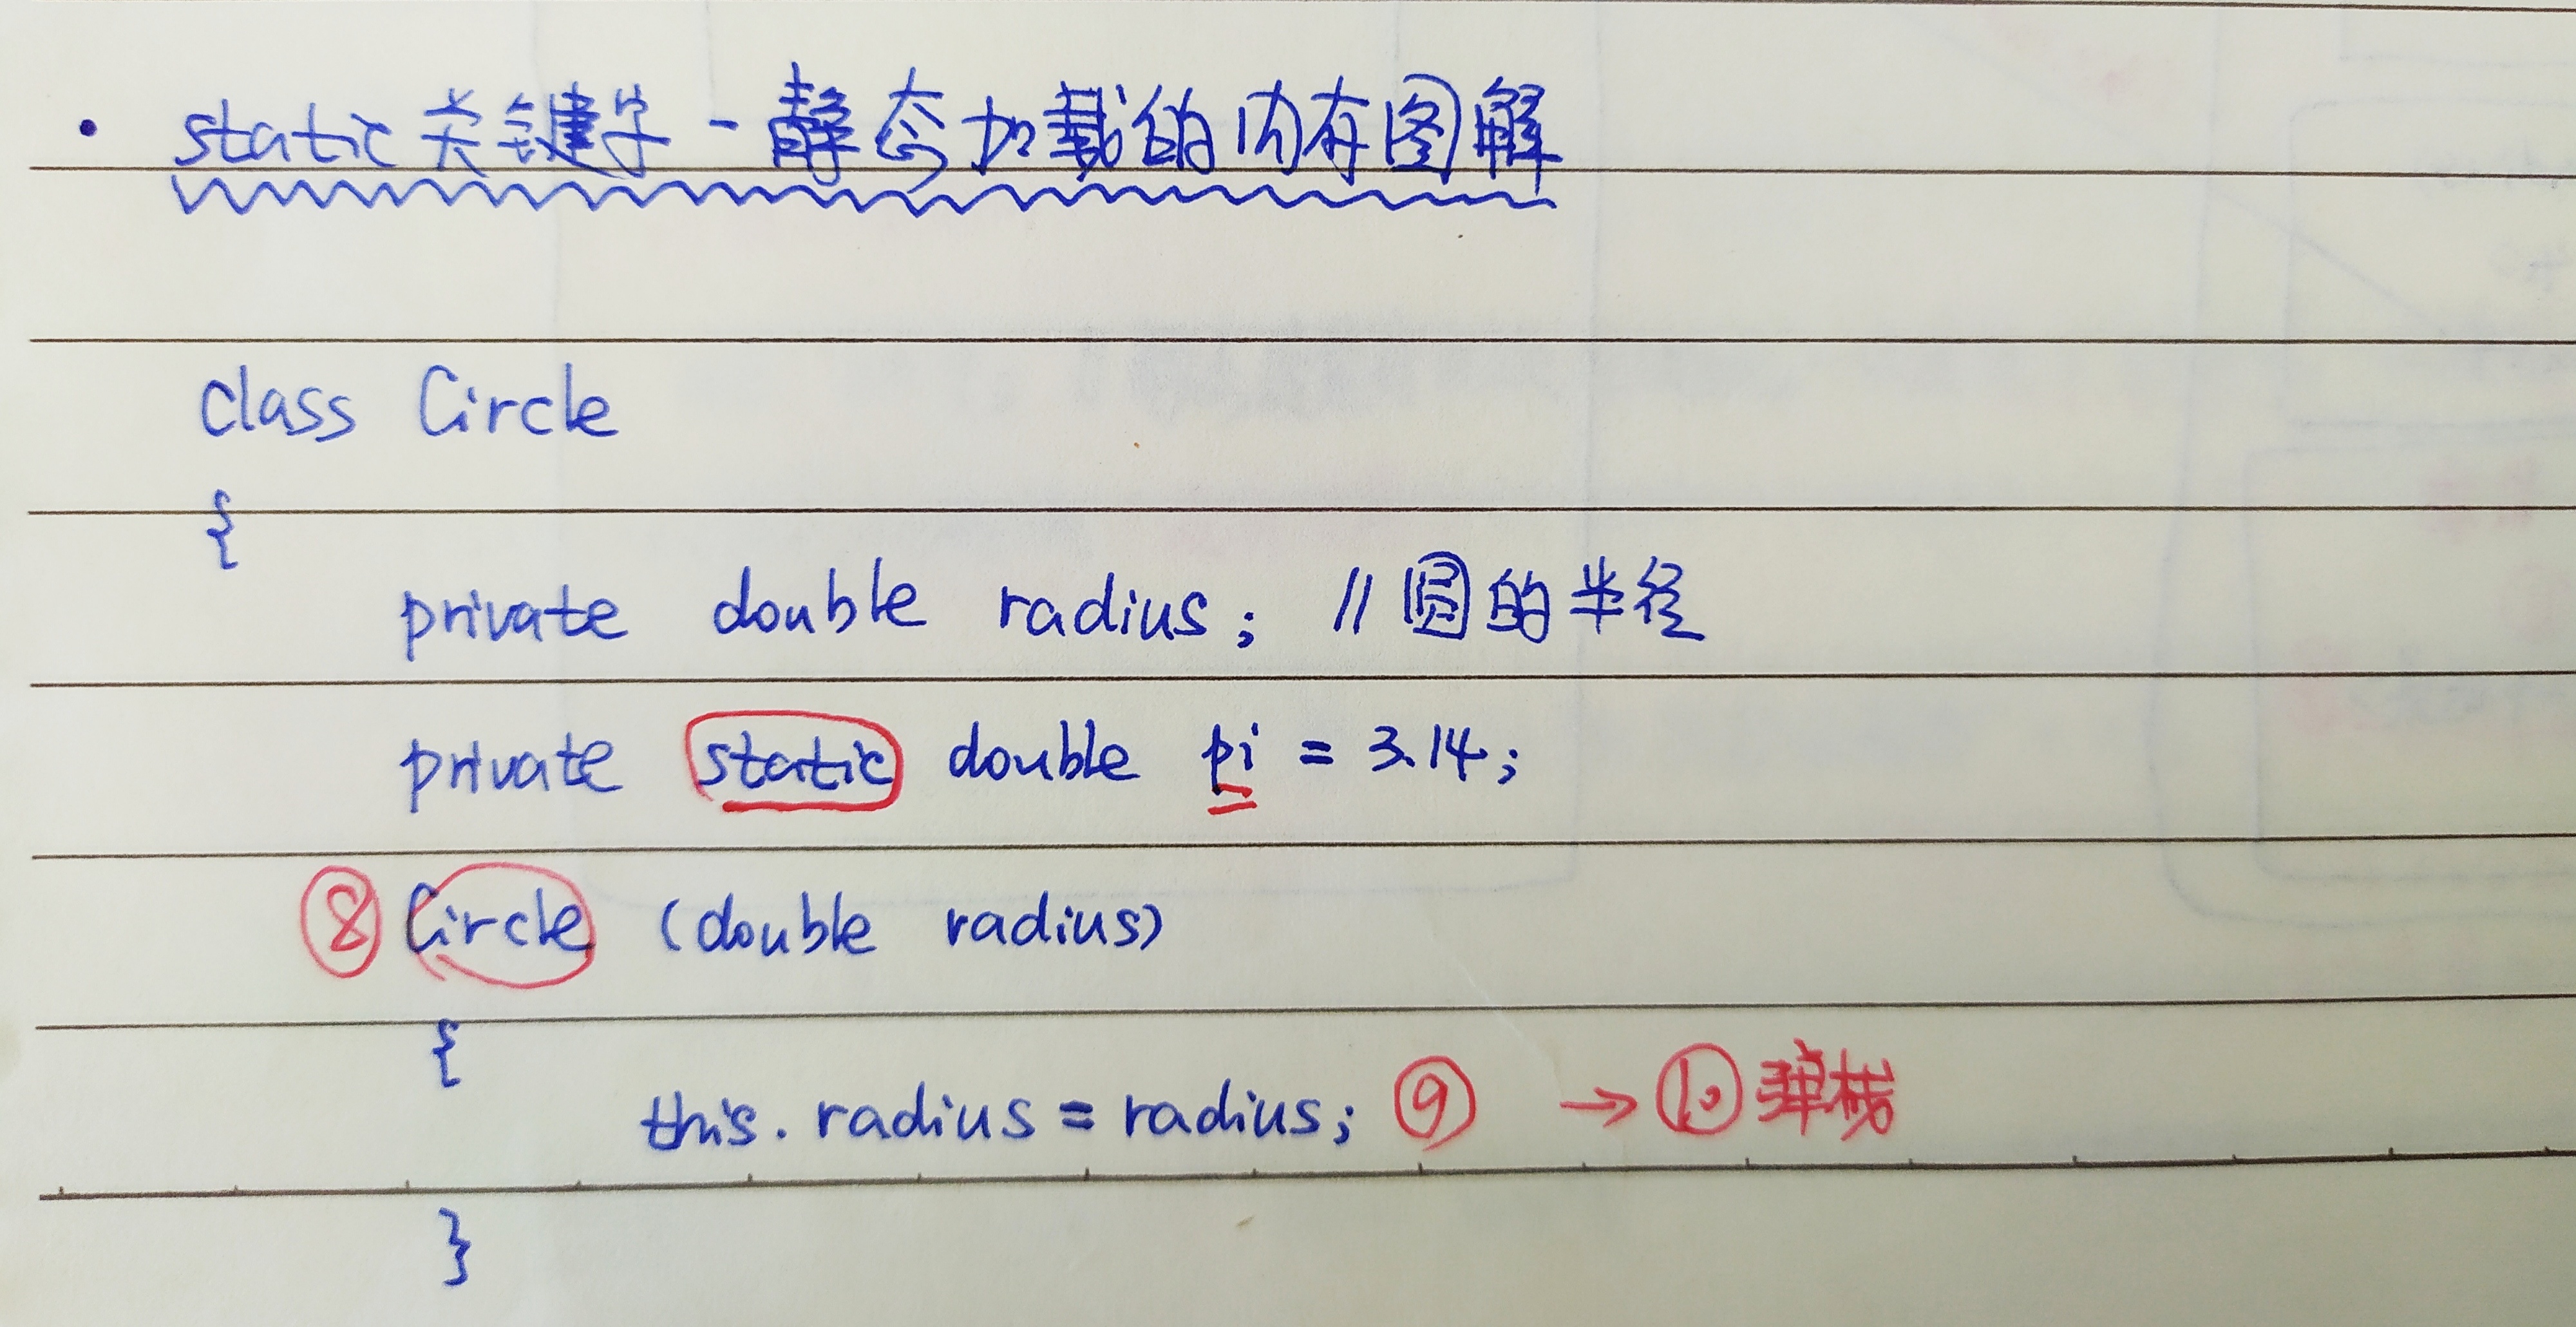 • static关键字-静态加载的内存图解
class Circle
{
private double radius; //圆的半径
private static double pi = 3.14;
⑧ Circle (double radius)
{
this.radius = radius; ⑨ → ⑩ 弹栈
}